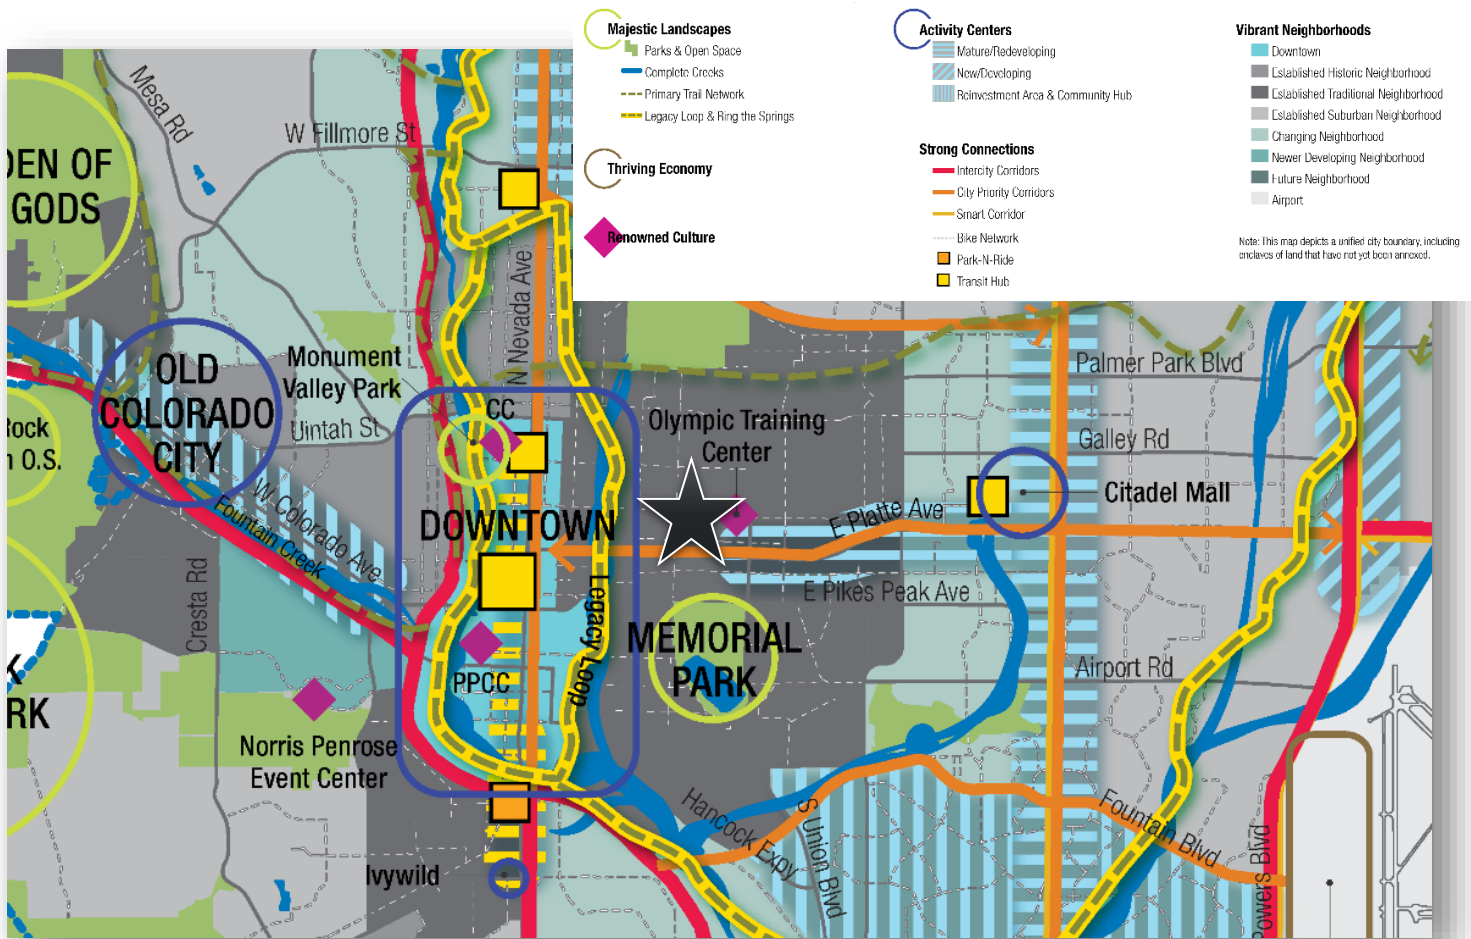 Majestic Landscapes
Parks & Open Space
Complete Creeks
Primary Trail Network
Legacy Loop & Ring the Springs
Thriving Economy
Renowned Culture
Activity Centers
Mature/Redeveloping
New/Developing
Reinvestment Area & Community Hub
Strong Connections
Intercity Corridors
City Priority Corridors
Smart Corridor
Bike Network
Park-N-Ride
Transit Hub
Vibrant Neighborhoods
Downtown
Established Historic Neighborhood
Established Traditional Neighborhood
Established Suburban Neighborhood
Changing Neighborhood
Newer Developing Neighborhood
Future Neighborhood
Airport
Note: This map depicts a unified city boundary, including
enclaves of land that have not yet been annexed.
Mesa Rd
W Fillmore St
DEN OF
GODS
N Nevada Ave
OLD
COLORADO
CITY
Monument
Valley Park
Uintah St
CC
Olympic Training
Center
Palmer Park Blvd
Galley Rd
Citadel Mall
Rock
n O.S.
W Colorado Ave
Fountain Creek
DOWNTOWN
E Platte Ave
E Pikes Peak Ave
Cresta Rd
Legacy Loop
MEMORIAL
PARK
Airport Rd
K
RK
PPCC
Norris Penrose
Event Center
Hancock Expy
S Union Blvd
Fountain Blvd
Powers Blvd
Ivywild